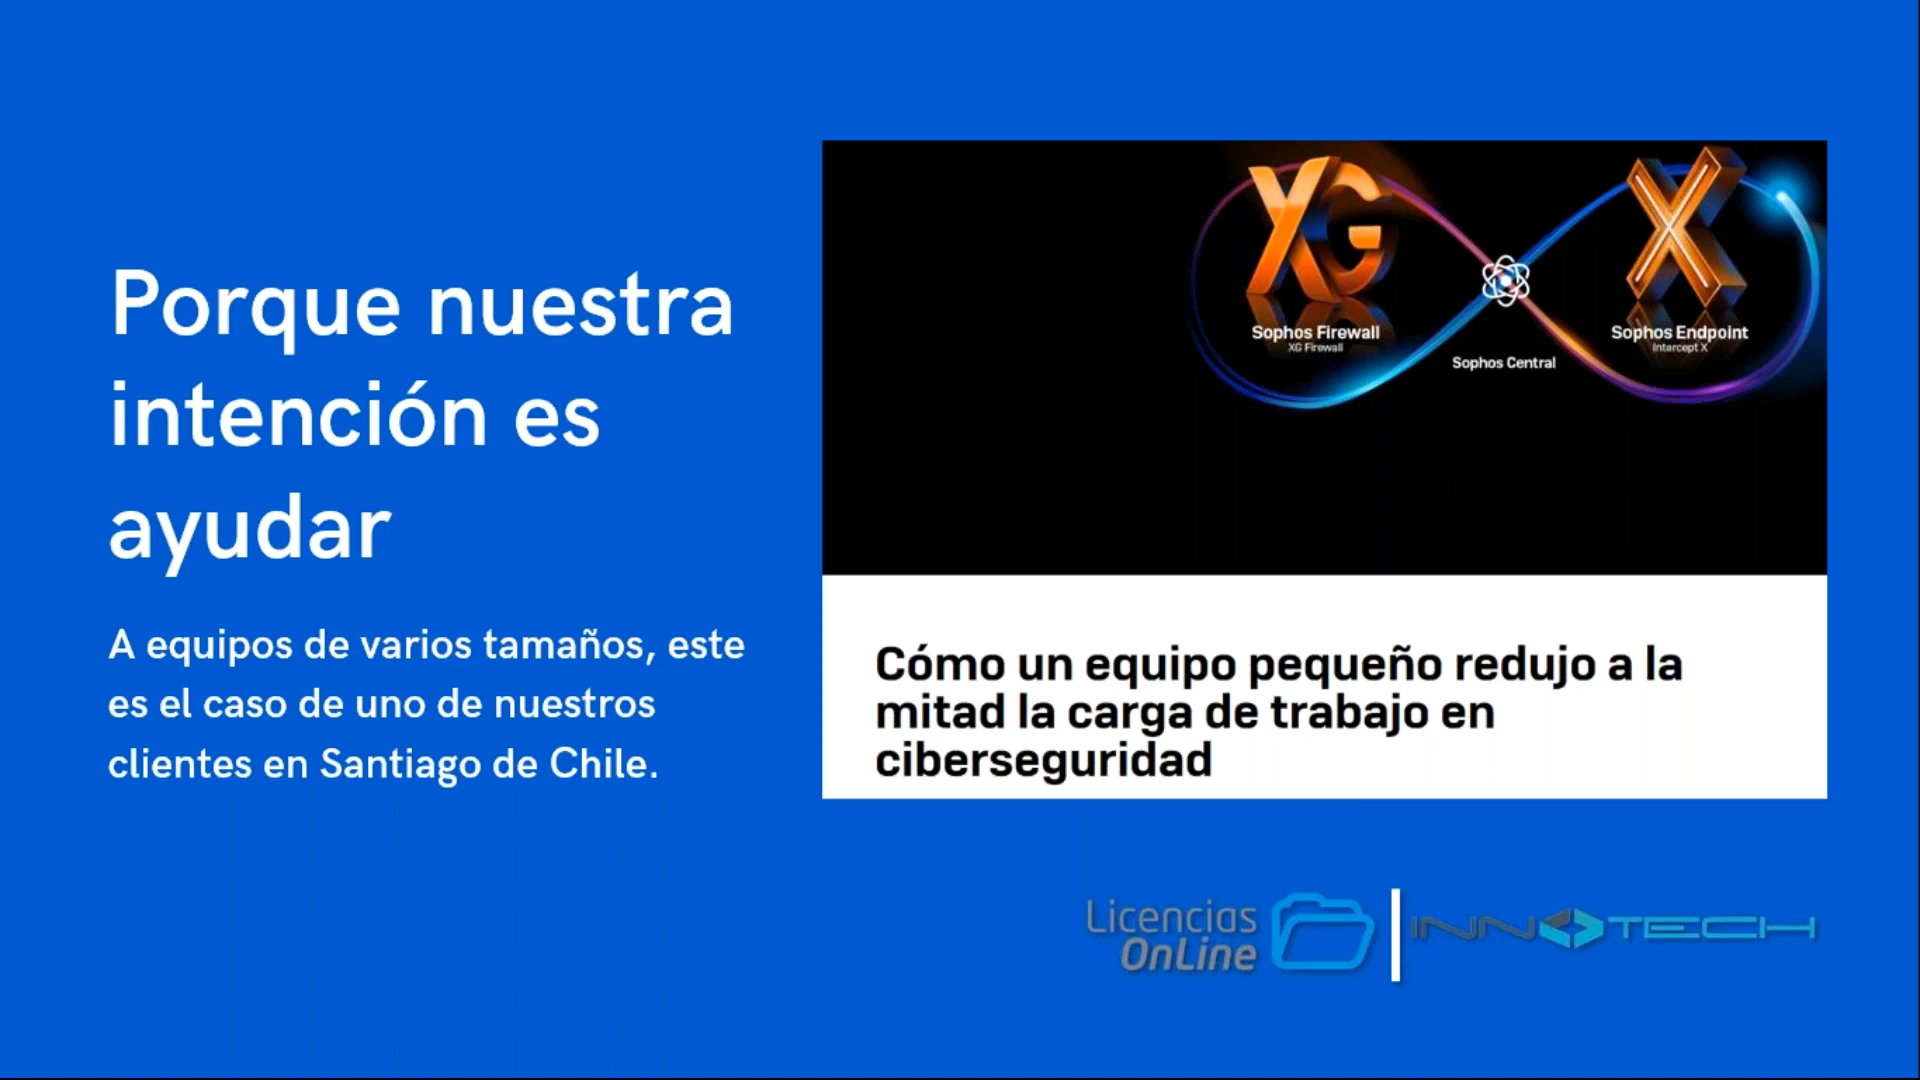 Porque nuestra
intención es
ayudar
A equipos de varios tamaños, este
es el caso de uno de nuestros
clientes en Santiago de Chile.
XG
X
Sophos Firewall
XG Firewall
Sophos Central
Sophos Endpoint
Intercept X
Cómo un equipo pequeño redujo a la
mitad la carga de trabajo en
ciberseguridad
Licencias
OnLine
INNOTECH